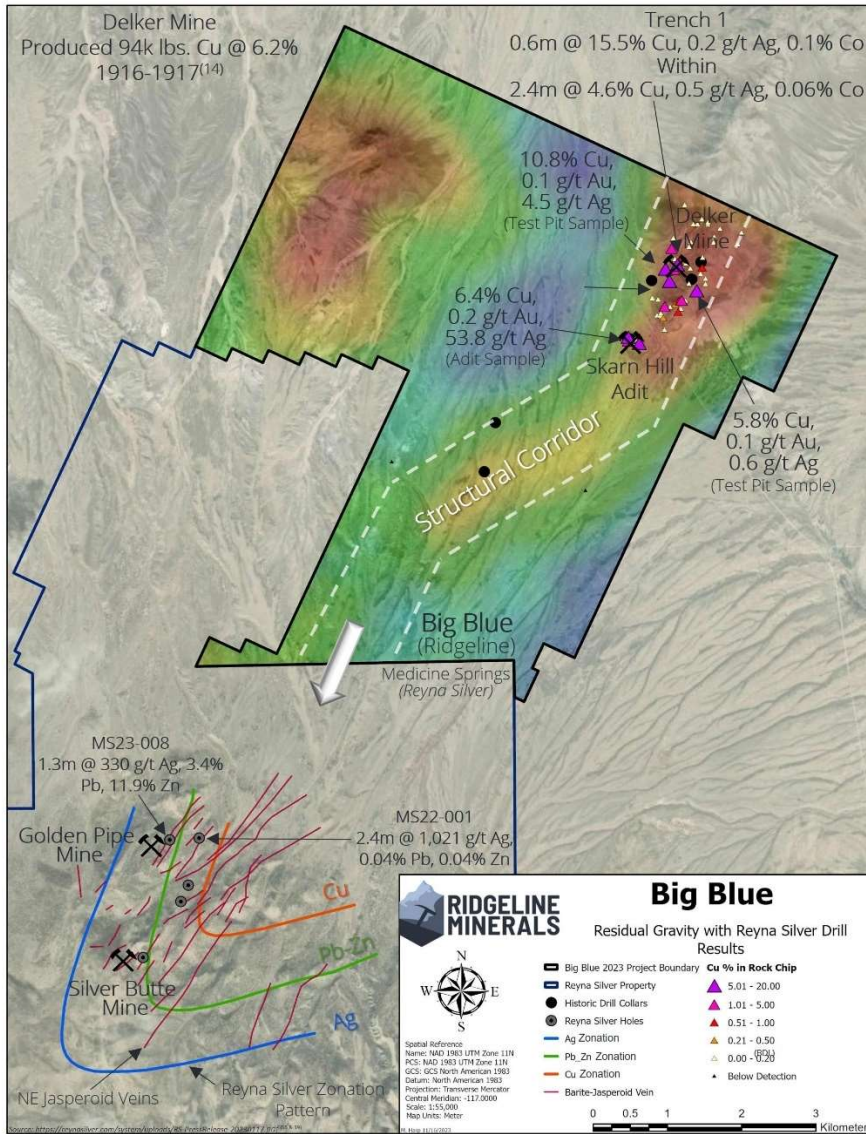 Delker Mine
Produced 94k lbs. Cu @ 6.2%
1916-1917(14)
Trench 1
0.6m @ 15.5% Cu, 0.2 g/t Ag, 0.1% Co
Within
2.4m @ 4.6% Cu, 0.5 g/t Ag, 0.06% Co
10.8% Cu,
0.1 g/t Au,
4.5 g/t Ag
(Test Pit Sample)
Delker
Mine
6.4% Cu,
0.2 g/t Au,
53.8 g/t Ag
(Adit Sample)
Skarn Hill
Adit
5.8% Cu,
0.1 g/t Au,
0.6 g/t Ag
(Test Pit Sample)
Structural Corridor
Big Blue
(Ridgeline)
Medicine Springs
(Reyna Silver)
MS23-008
1.3m @ 330 g/t Ag, 3.4%
Pb, 11.9% Zn
MS22-001
2.4m @ 1,021 g/t Ag,
0.04% Pb, 0.04% Zn
Golden Pipe
Mine
Cu
Pb-Zn
Silver Butte
Mine
Ag
NE Jasperoid Veins
Reyna Silver Zonation
Pattern
RIDGELINE
MINERALS
Big Blue
Residual Gravity with Reyna Silver Drill
Results
N
W
E
S
Spatial Reference
Name: NAD 1983 UTM Zone 11N
PCS: NAD 1983 UTM Zone 11N
GCS: GCS North American 1983
Datum: North American 1983
Projection: Transverse Mercator
Central Meridian: -117.0000
Scale: 1:55,000
Map Units: Meter
Big Blue 2023 Project Boundary
Reyna Silver Property
Historic Drill Collars
Reyna Silver Holes
Ag Zonation
Pb_Zn Zonation
Cu Zonation
Barite-Jasperoid Vein
Cu % in Rock Chip
5.01 - 20.00
1.01 - 5.00
0.51 - 1.00
0.21 - 0.50
(BDL)
0.00 - 0.20
Below Detection
0 0.5 1 2 3
Kilometer